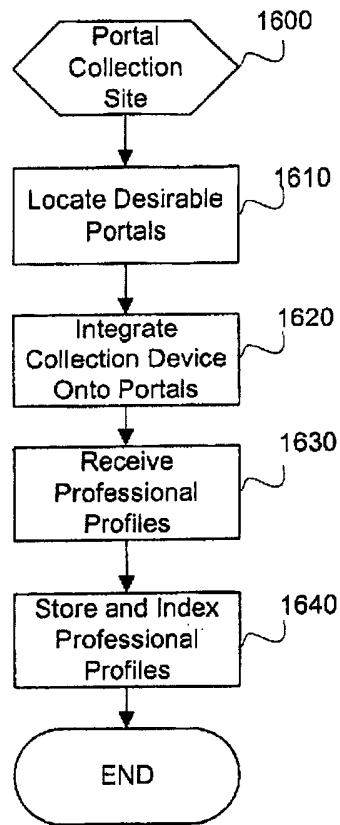 Portal
Collection
Site
1600
Locate Desirable
Portals
1610
Integrate
Collection Device
Onto Portals
1620
Receive
Professional
Profiles
1630
Store and Index
Professional
Profiles
1640
END